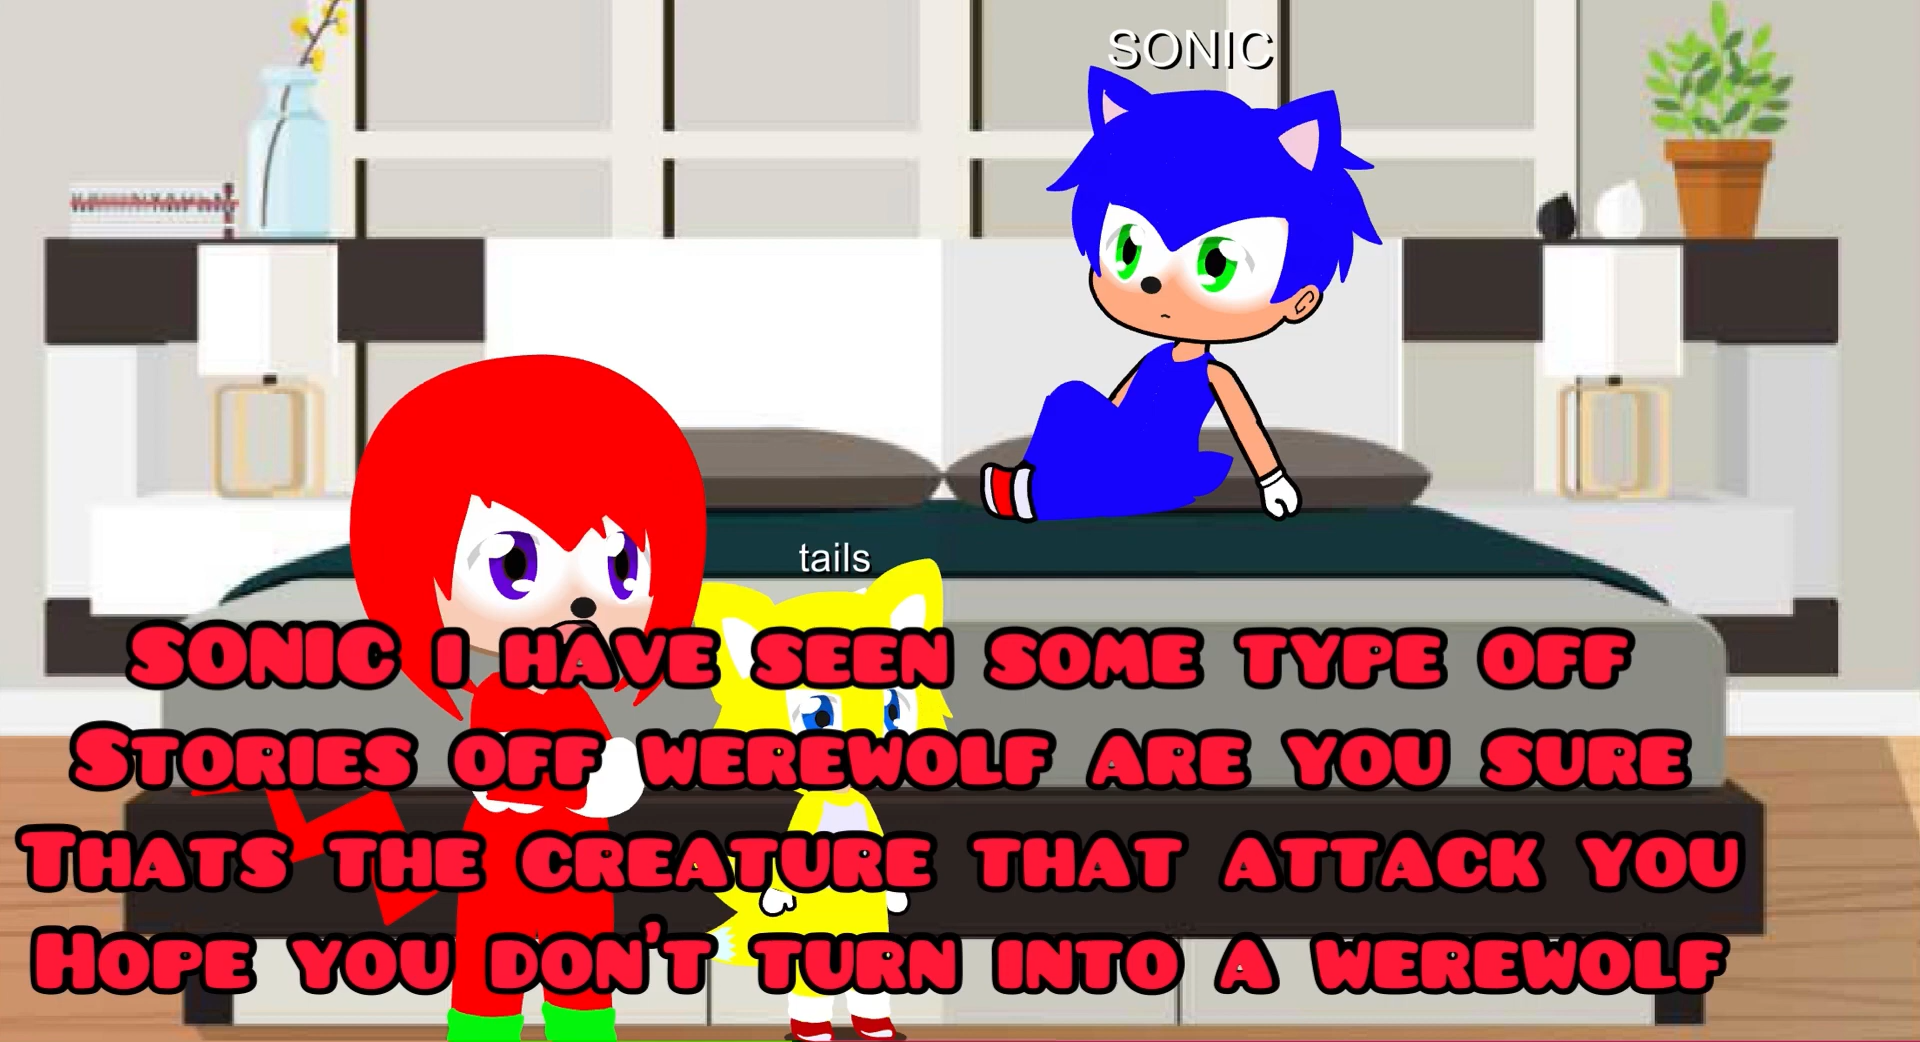 SONIC
tails
SONIC I HAVE SEEN SOME TYPE OFF
STORIES OFF WEREWOLF ARE YOU SURE
THATS THE CREATURE THAT ATTACK YOU
HOPE YOU DON'T TURN INTO A WEREWOLF